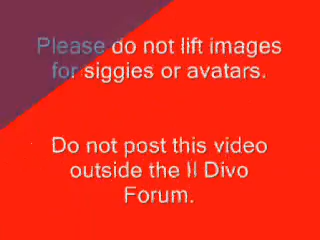 Please do not lift images
for siggies or avatars.
Do not post this video
outside the Il Divo
Forum.